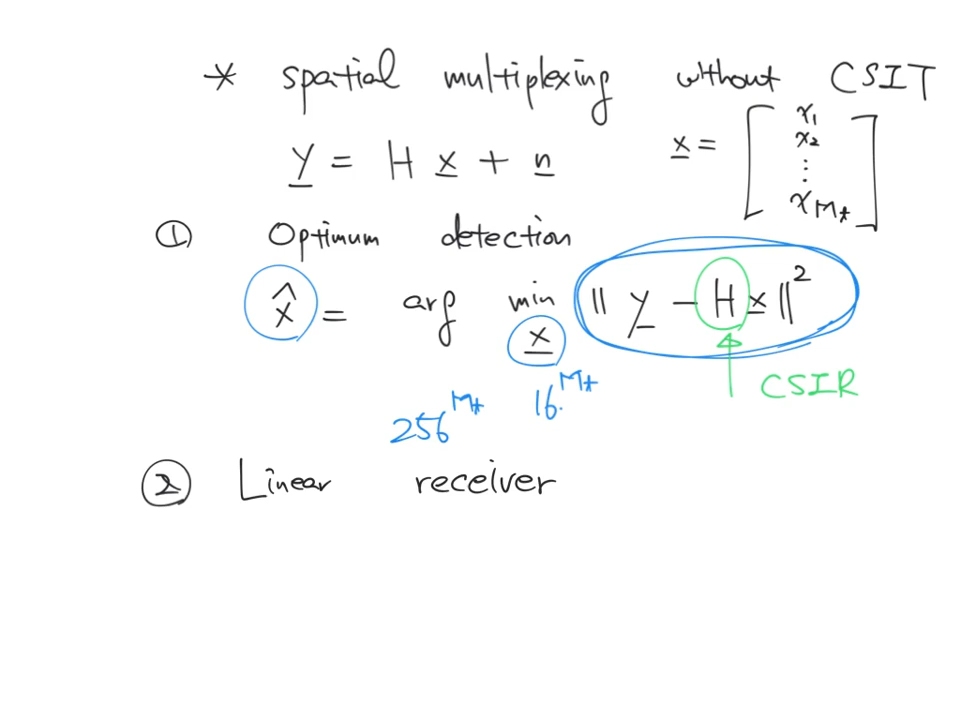 * spatial multiplexing without CSIT
y = H x + n x = [ x1 x2 ⋮ xMt ]
① Optimum detection
x̂ = arg min x || y - H x ||²
CSIR
256^Mt 16^Mt
② Linear receiver